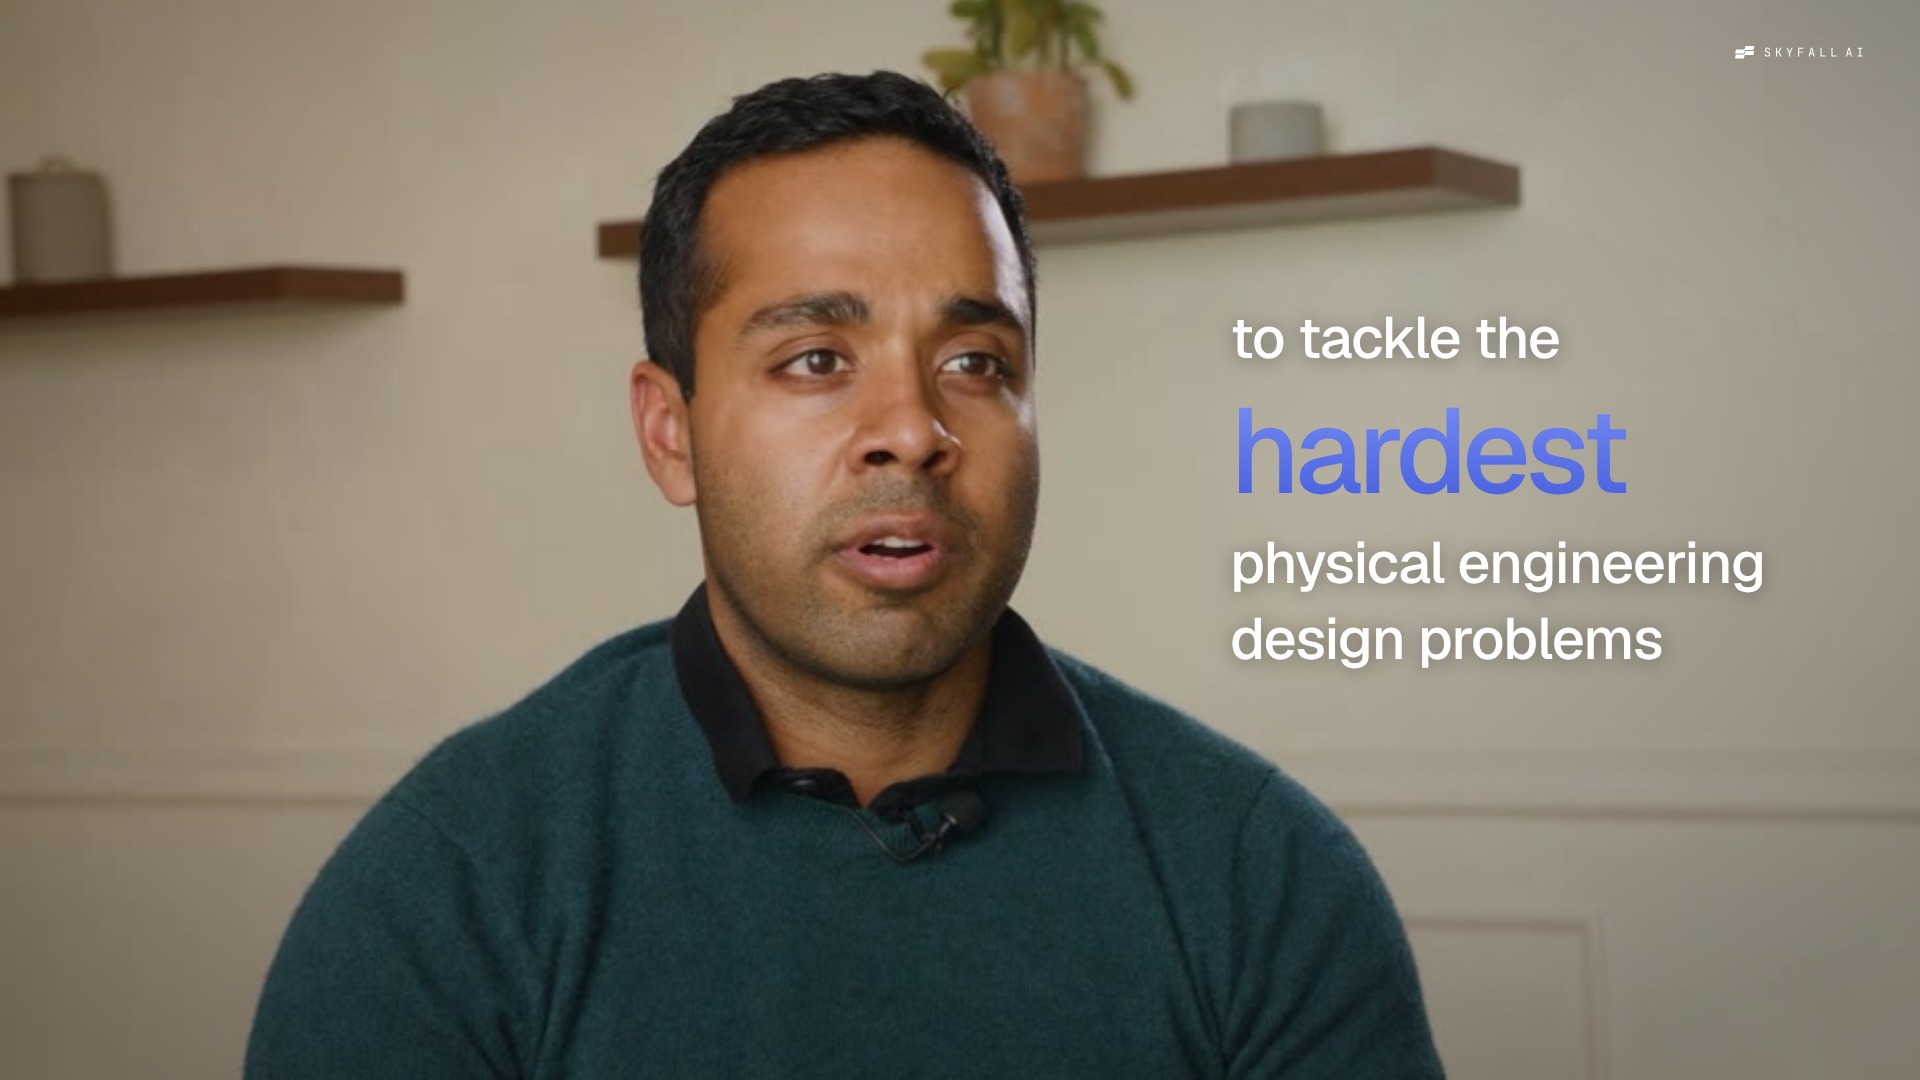 SKYFALL AI
to tackle the
hardest
physical engineering
design problems